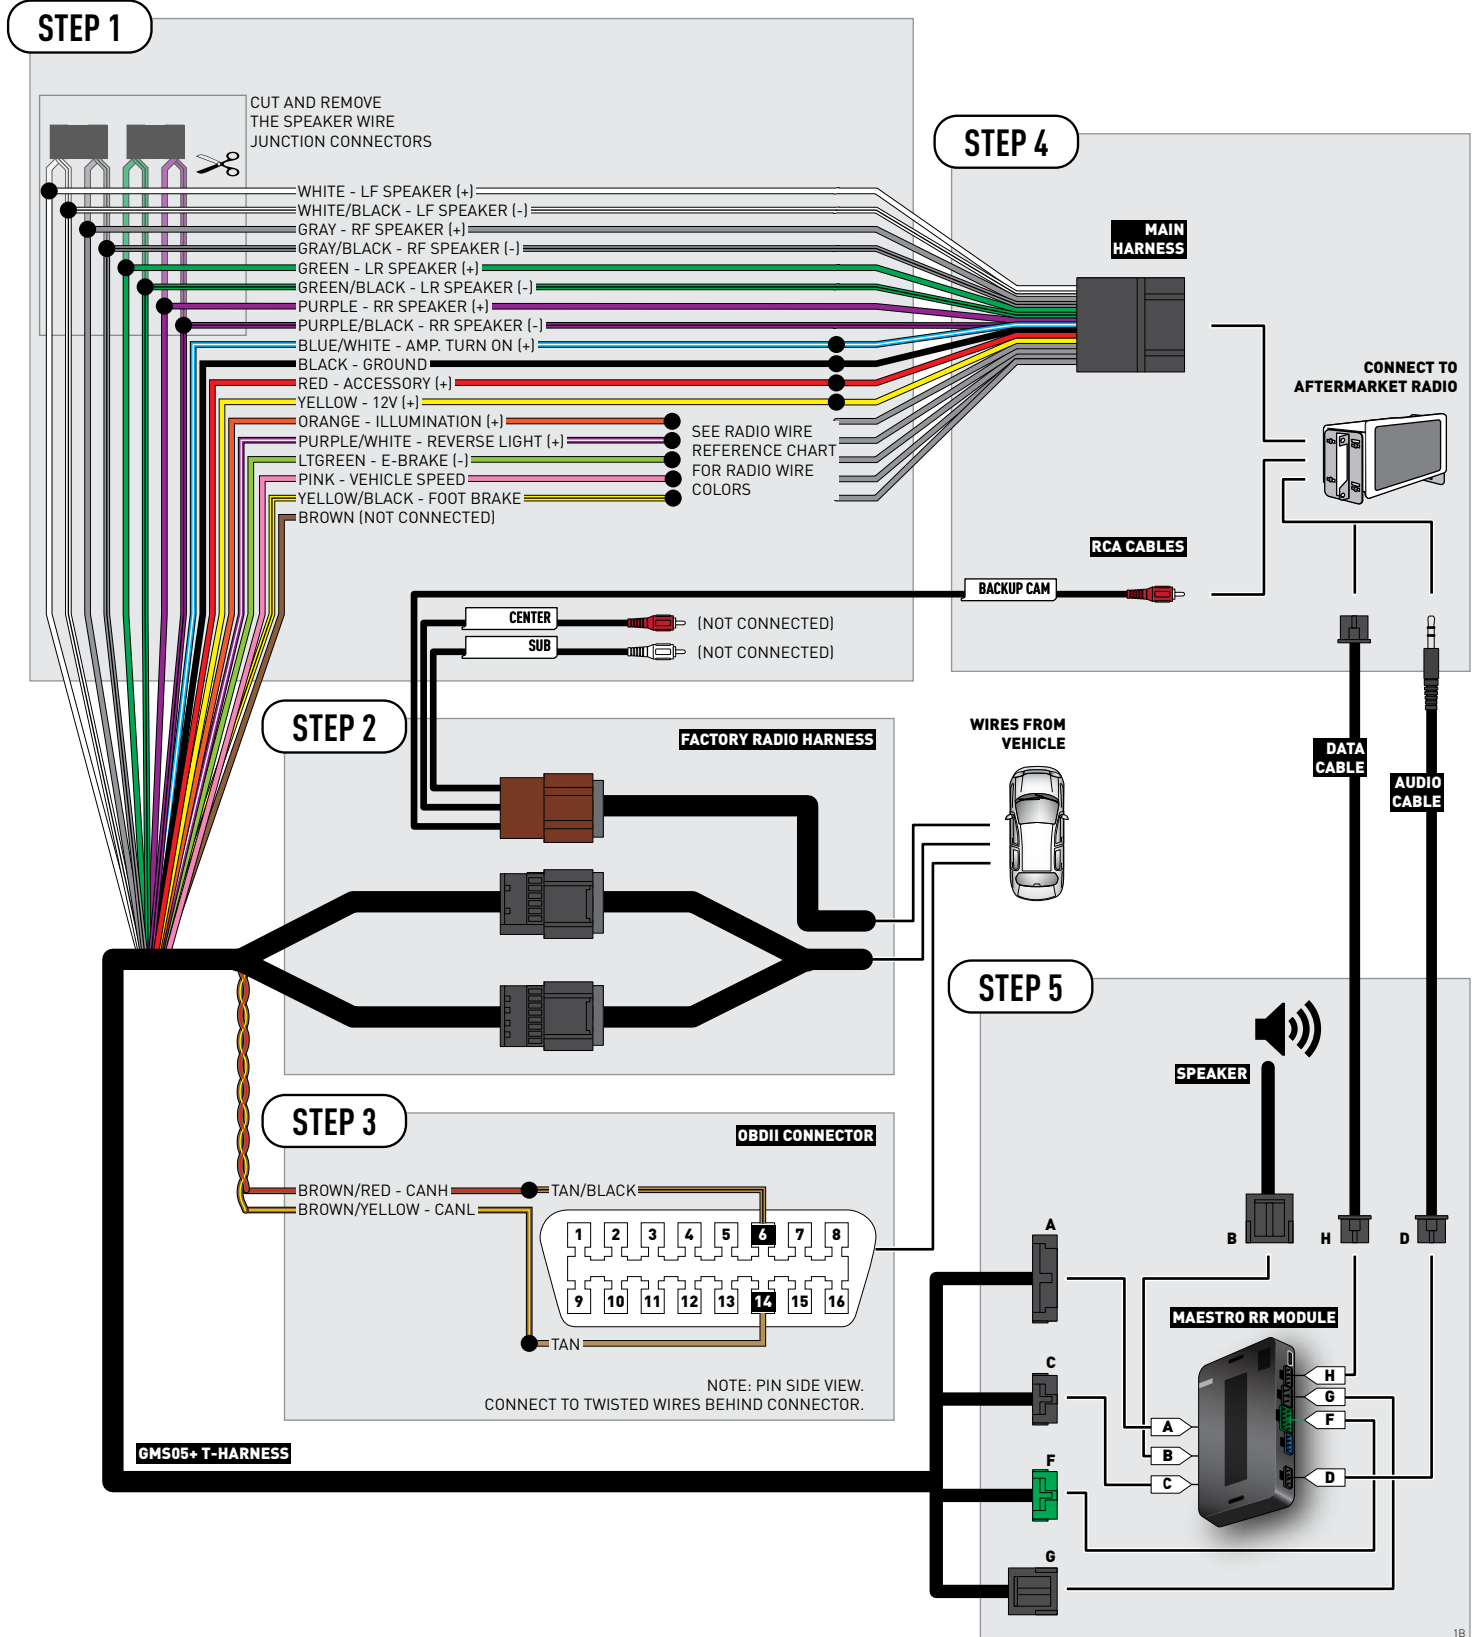 STEP 1
CUT AND REMOVE
THE SPEAKER WIRE
JUNCTION CONNECTORS
WHITE - LF SPEAKER (+)
WHITE/BLACK - LF SPEAKER (-)
GRAY - RF SPEAKER (+)
GRAY/BLACK - RF SPEAKER (-)
GREEN - LR SPEAKER (+)
GREEN/BLACK - LR SPEAKER (-)
PURPLE - RR SPEAKER (+)
PURPLE/BLACK - RR SPEAKER (-)
BLUE/WHITE - AMP. TURN ON (+)
BLACK - GROUND
RED - ACCESSORY (+)
YELLOW - 12V (+)
ORANGE - ILLUMINATION (+)
PURPLE/WHITE - REVERSE LIGHT (+)
LTGREEN - E-BRAKE (-)
PINK - VEHICLE SPEED
YELLOW/BLACK - FOOT BRAKE
BROWN (NOT CONNECTED)
SEE RADIO WIRE
REFERENCE CHART
FOR RADIO WIRE
COLORS
CENTER
(NOT CONNECTED)
SUB
(NOT CONNECTED)
STEP 4
MAIN
HARNESS
CONNECT TO
AFTERMARKET RADIO
RCA CABLES
BACKUP CAM
DATA
CABLE
AUDIO
CABLE
STEP 2
FACTORY RADIO HARNESS
WIRES FROM
VEHICLE
STEP 3
OBDII CONNECTOR
BROWN/RED - CANH
TAN/BLACK
BROWN/YELLOW - CANL
1 2 3 4 5 6 7 8
9 10 11 12 13 14 15 16
TAN
NOTE: PIN SIDE VIEW.
CONNECT TO TWISTED WIRES BEHIND CONNECTOR.
GMS05+ T-HARNESS
STEP 5
SPEAKER
A
B
H
D
MAESTRO RR MODULE
C
H
G
F
A
B
C
D
F
G
1B